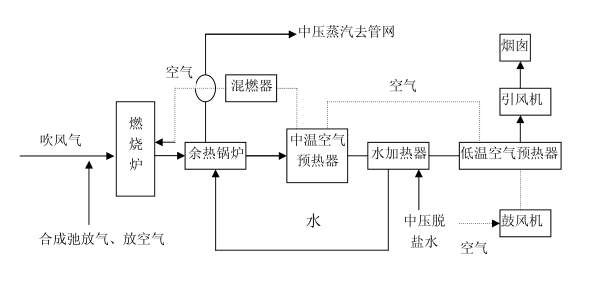 中压蒸汽去管网
烟囱
空气
混燃器
空气
引风机
燃
烧
炉
吹风气
中温空气
预热器
余热锅炉
水加热器
低温空气预热器
水
中压脱
盐水
鼓风机
合成弛放气、放空气
空气